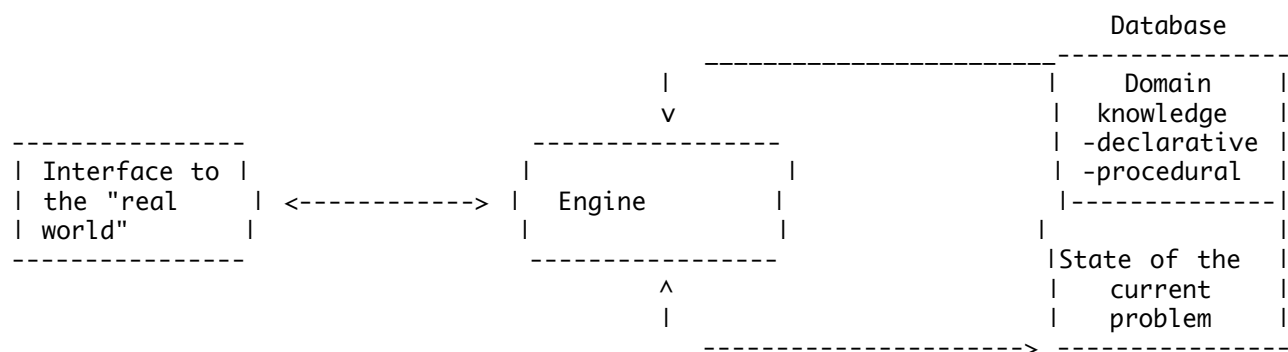 Database
Domain
knowledge
-declarative
-procedural
Interface to
the "real
world"
Engine
State of the
current
problem